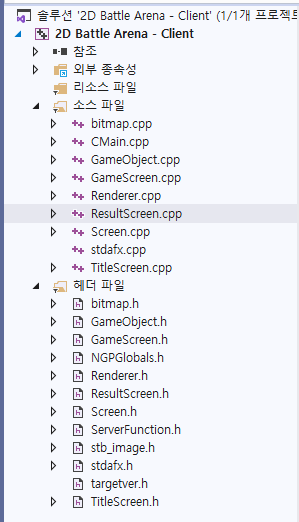 솔루션 '2D Battle Arena - Client' (1/1개 프로젝트
2D Battle Arena - Client
참조
외부 종속성
리소스 파일
소스 파일
bitmap.cpp
CMain.cpp
GameObject.cpp
GameScreen.cpp
Renderer.cpp
ResultScreen.cpp
Screen.cpp
stdafx.cpp
TitleScreen.cpp
헤더 파일
bitmap.h
GameObject.h
GameScreen.h
NGPGlobals.h
Renderer.h
ResultScreen.h
Screen.h
ServerFunction.h
stb_image.h
stdafx.h
targetver.h
TitleScreen.h